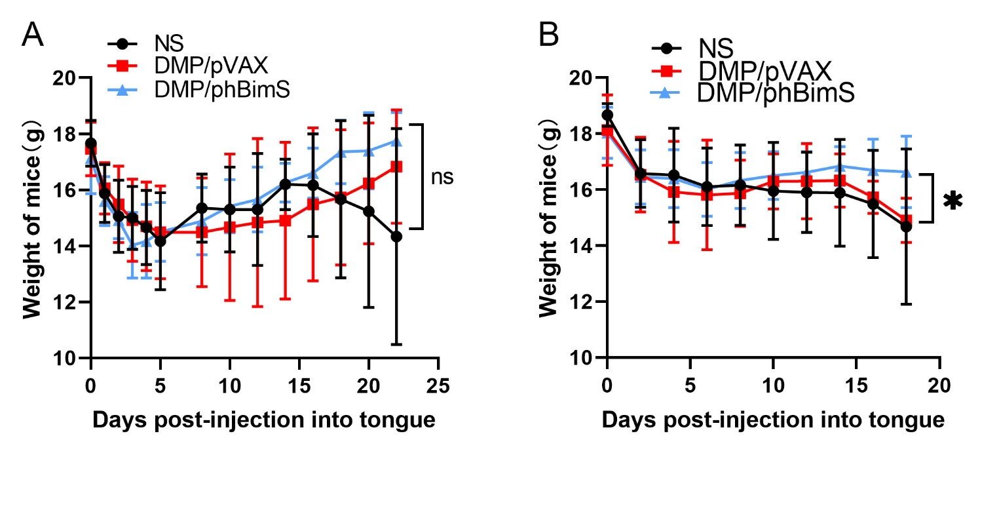 A
NS
DMP/pVAX
DMP/phBimS
20
18
16
14
12
10
Weight of mice（g）
0
5
10
15
20
25
Days post-injection into tongue
ns
B
NS
DMP/pVAX
DMP/phBimS
20
18
16
14
12
10
Weight of mice（g）
0
5
10
15
20
Days post-injection into tongue
*